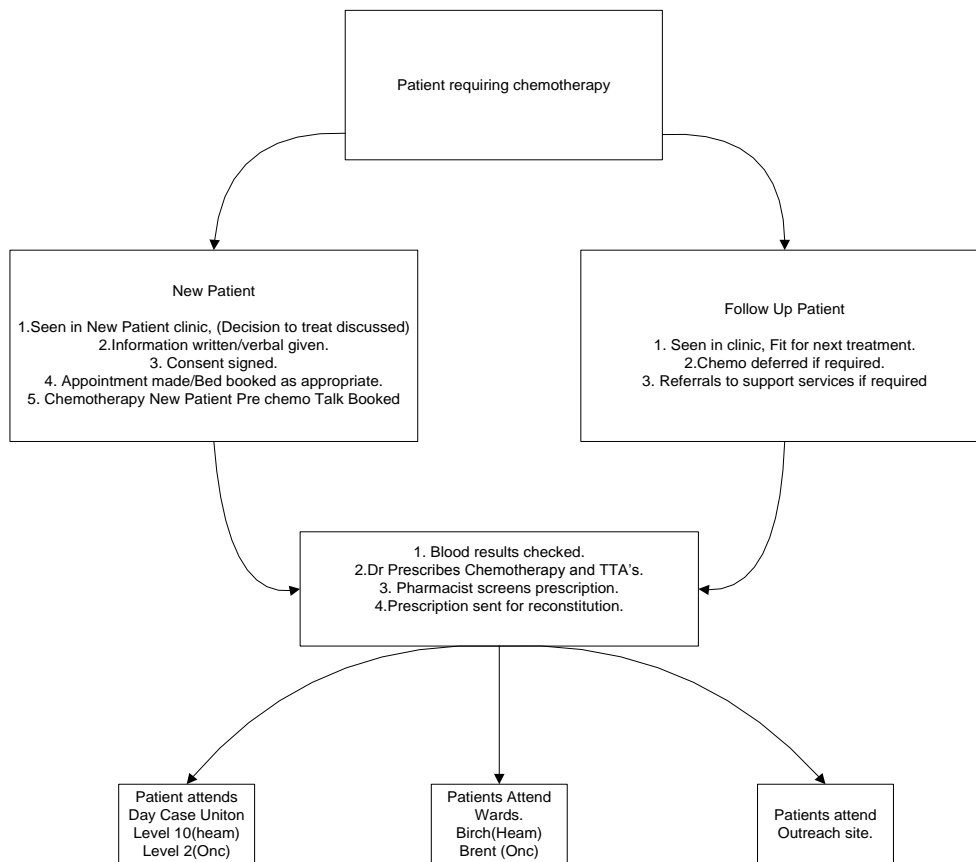 Patient requiring chemotherapy
New Patient
1.Seen in New Patient clinic, (Decision to treat discussed)
2.Information written/verbal given.
3. Consent signed.
4. Appointment made/Bed booked as appropriate.
5. Chemotherapy New Patient Pre chemo Talk Booked
Follow Up Patient
1. Seen in clinic, Fit for next treatment.
2.Chemo deferred if required.
3. Referrals to support services if required
1. Blood results checked.
2.Dr Prescribes Chemotherapy and TTA's.
3. Pharmacist screens prescription.
4.Prescription sent for reconstitution.
Patient attends
Day Case Uniton
Level 10(heam)
Level 2(Onc)
Patients Attend
Wards.
Birch(Heam)
Brent (Onc)
Patients attend
Outreach site.